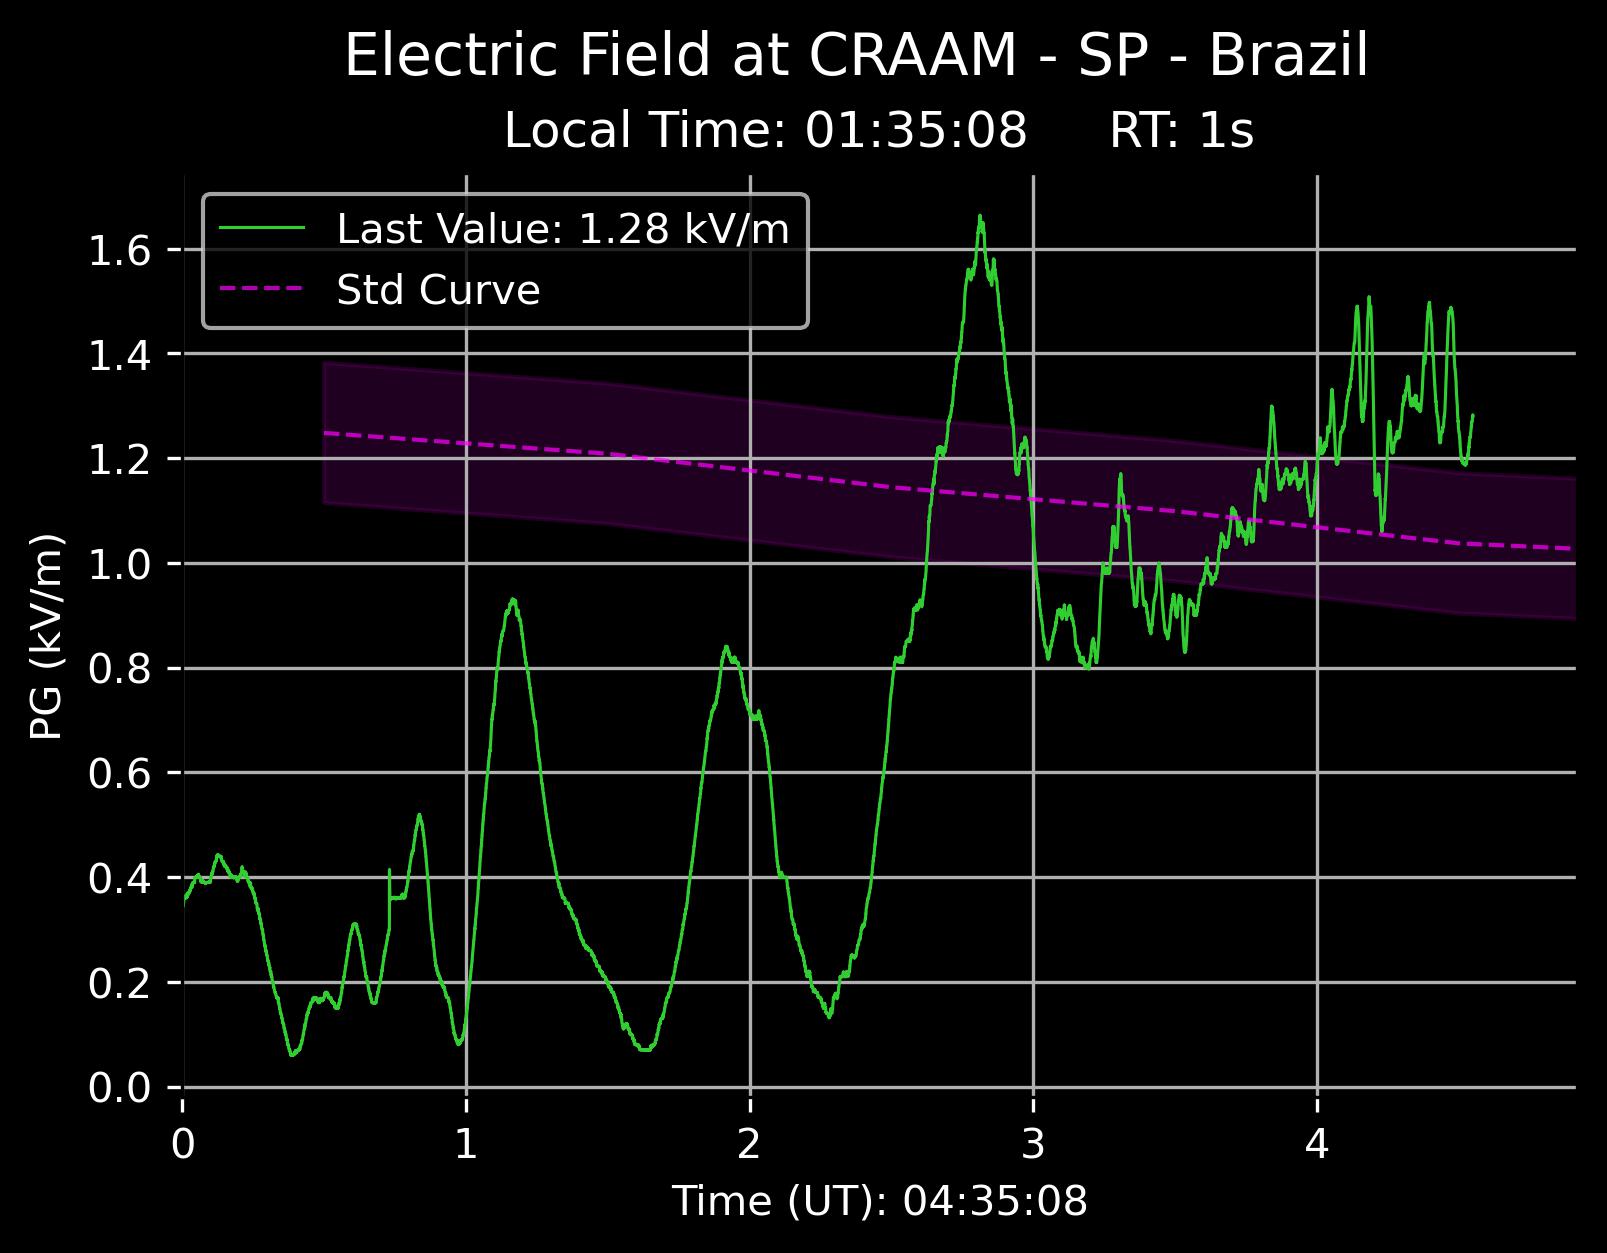 Electric Field at CRAAM - SP - Brazil
Local Time: 01:35:08 RT: 1s
Last Value: 1.28 kV/m
Std Curve
PG (kV/m)
1.6
1.4
1.2
1.0
0.8
0.6
0.4
0.2
0.0
0 1 2 3 4
Time (UT): 04:35:08